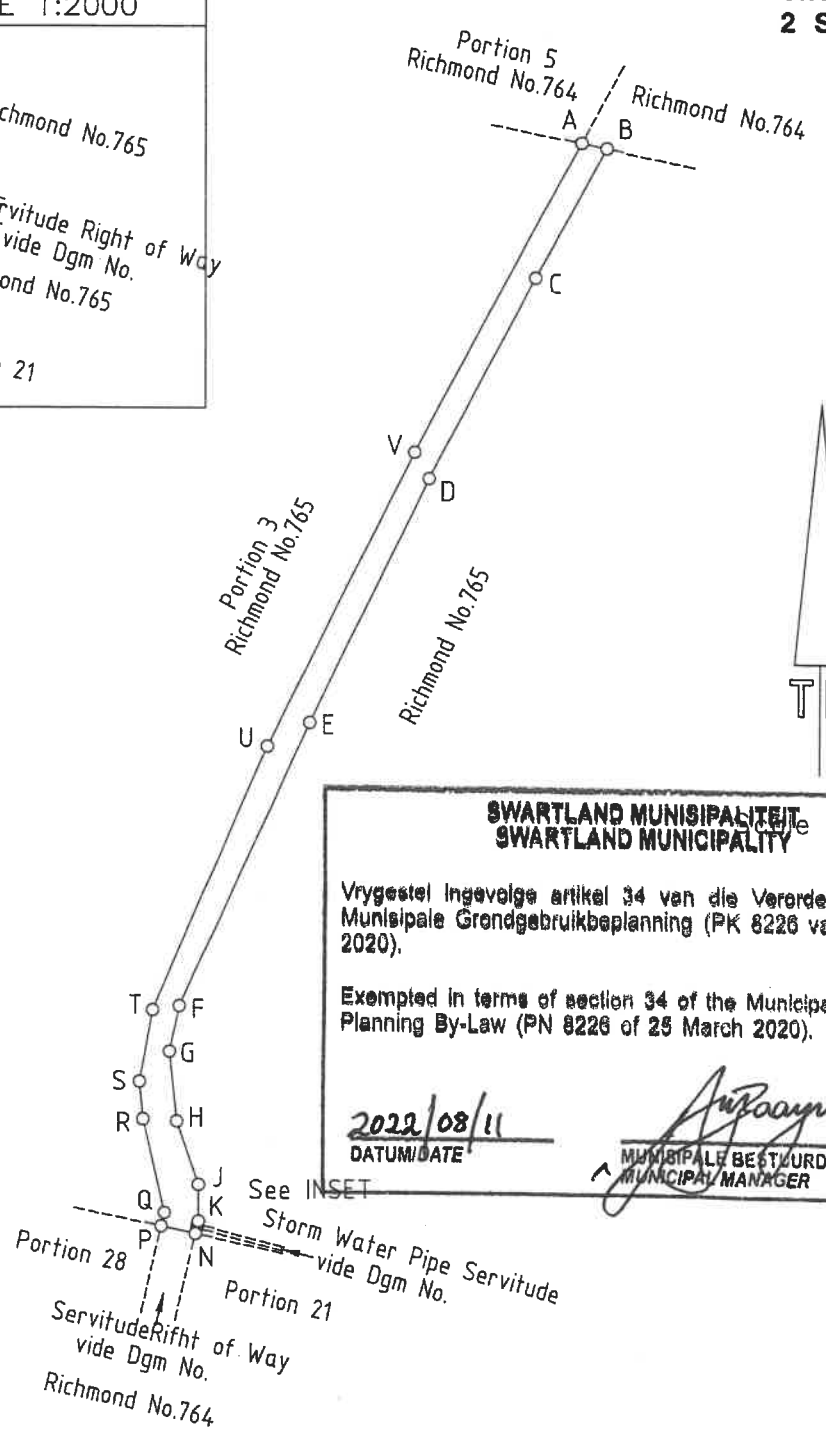 E 1:2000
2 S
chmond No.765
rvitude Right of Way
vide Dgm No.
ond No.765
21
Portion 5
Richmond No.764
Richmond No.764
A
B
C
V
D
Portion 3
Richmond No.765
Richmond No.765
U
E
T
SWARTLAND MUNISIPALITEIT
SWARTLAND MUNICIPALITY
Vrygestel ingevolge artikel 34 van die Verorde
Munisipale Grondgebruikbeplanning (PK 8226 va
2020).
Exempted in terms of section 34 of the Municipa
Planning By-Law (PN 8226 of 25 March 2020).
2022/08/11
DATUM/DATE
MUNISIPALE BESTUURD
MUNICIPAL MANAGER
T
F
G
S
R
H
J
See INSET
K
Q
P
N
Storm Water Pipe Servitude
vide Dgm No.
Portion 28
Portion 21
ServitudeRifht of Way
vide Dgm No.
Richmond No.764